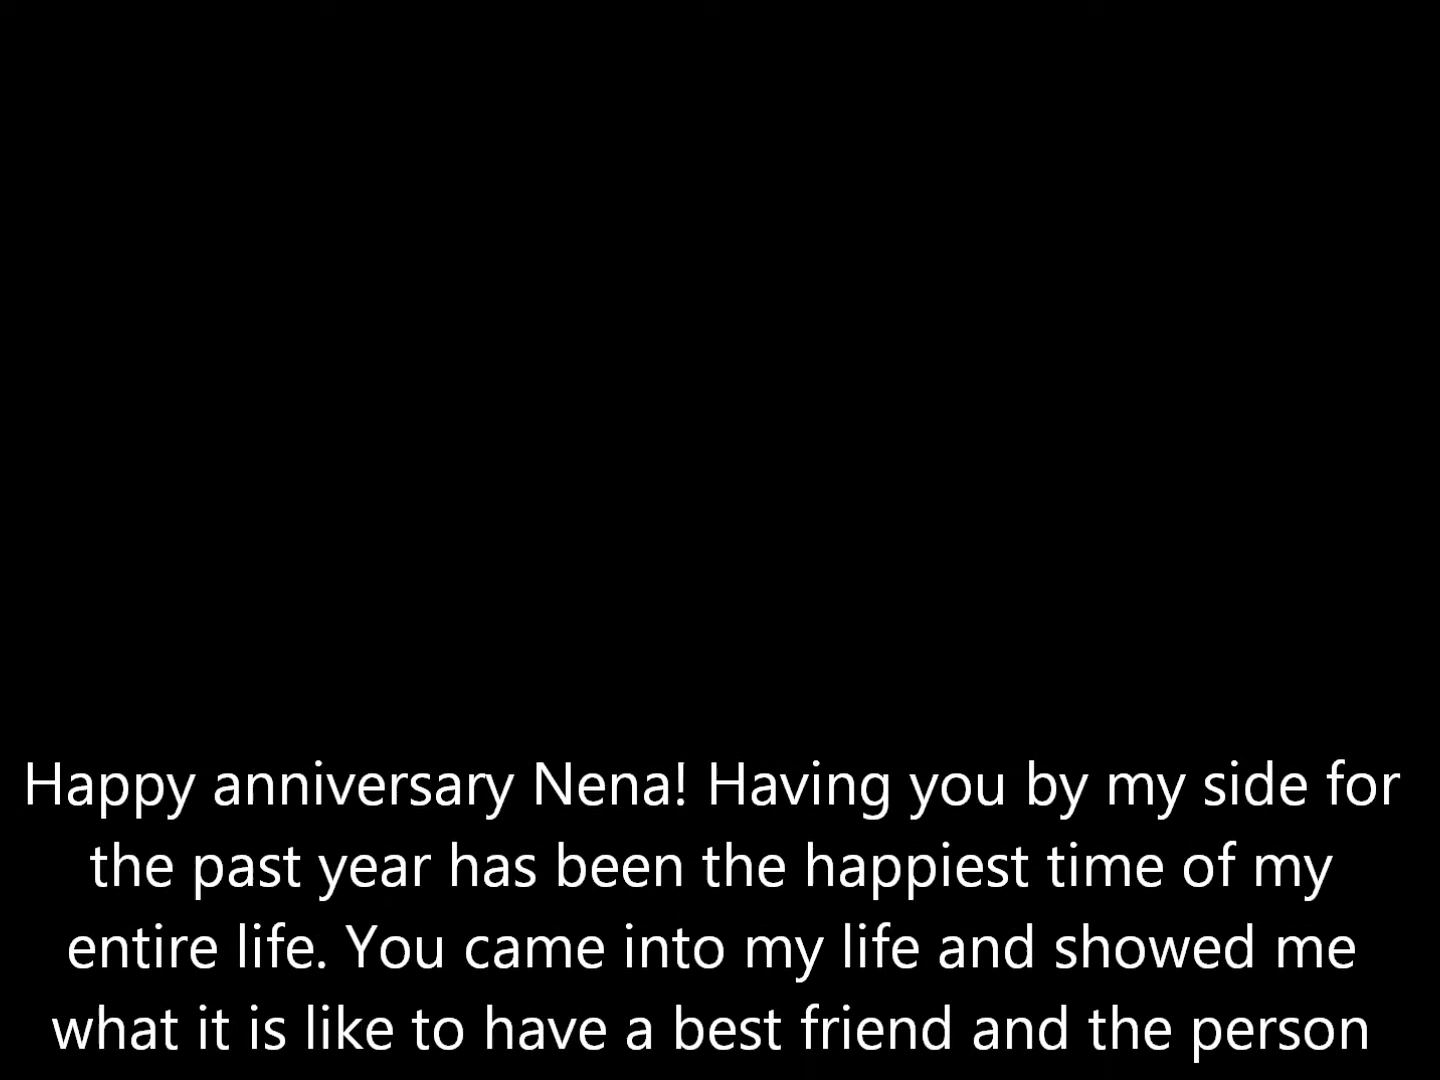 Happy anniversary Nena! Having you by my side for
the past year has been the happiest time of my
entire life. You came into my life and showed me
what it is like to have a best friend and the person